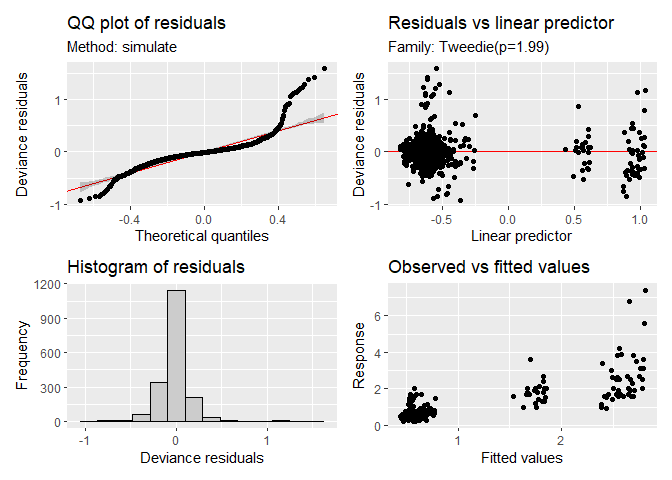 QQ plot of residuals
Method: simulate
Deviance residuals
1
0
-1
-0.4
0.0
0.4
Theoretical quantiles
Residuals vs linear predictor
Family: Tweedie(p=1.99)
Deviance residuals
1
0
-1
-0.5
0.0
0.5
1.0
Linear predictor
Histogram of residuals
Frequency
1200
900
600
300
0
-1
0
1
Deviance residuals
Observed vs fitted values
Response
6
4
2
0
1
2
Fitted values